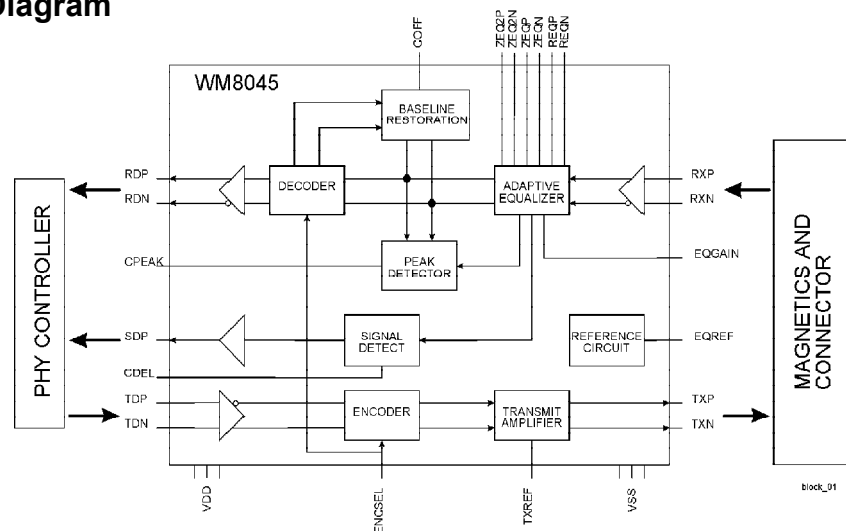 Diagram
COFF
ZEQ2P
ZEQ2N
ZEQP
ZEQN
REQP
REQN
WM8045
BASELINE
RESTORATION
RDP
RDN
DECODER
ADAPTIVE
EQUALIZER
RXP
RXN
CPEAK
PEAK
DETECTOR
EQGAIN
PHY CONTROLLER
MAGNETICS AND
CONNECTOR
SDP
SIGNAL
DETECT
REFERENCE
CIRCUIT
EQREF
CDEL
TDP
TDN
ENCODER
TRANSMIT
AMPLIFIER
TXP
TXN
VDD
ENCSEL
TXREF
VSS
block_01